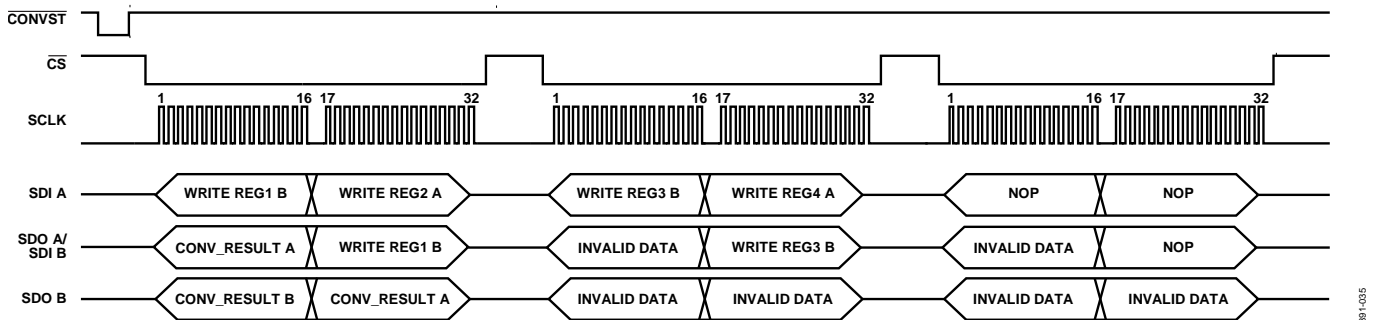 CONVST
CS
1 16 17 32 1 16 17 32 1 16 17 32
SCLK
SDI A WRITE REG1 B WRITE REG2 A WRITE REG3 B WRITE REG4 A NOP NOP
SDO A/
SDI B CONV_RESULT A WRITE REG1 B INVALID DATA WRITE REG3 B INVALID DATA NOP
SDO B CONV_RESULT B CONV_RESULT A INVALID DATA INVALID DATA INVALID DATA INVALID DATA
391-035